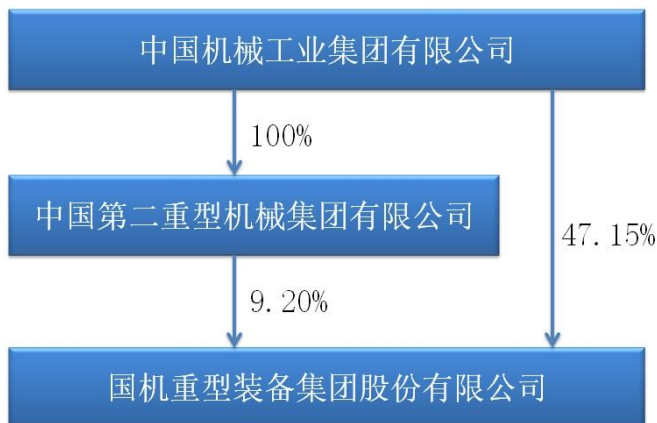 中国机械工业集团有限公司
100%
中国第二重型机械集团有限公司
47.15%
9.20%
国机重型装备集团股份有限公司